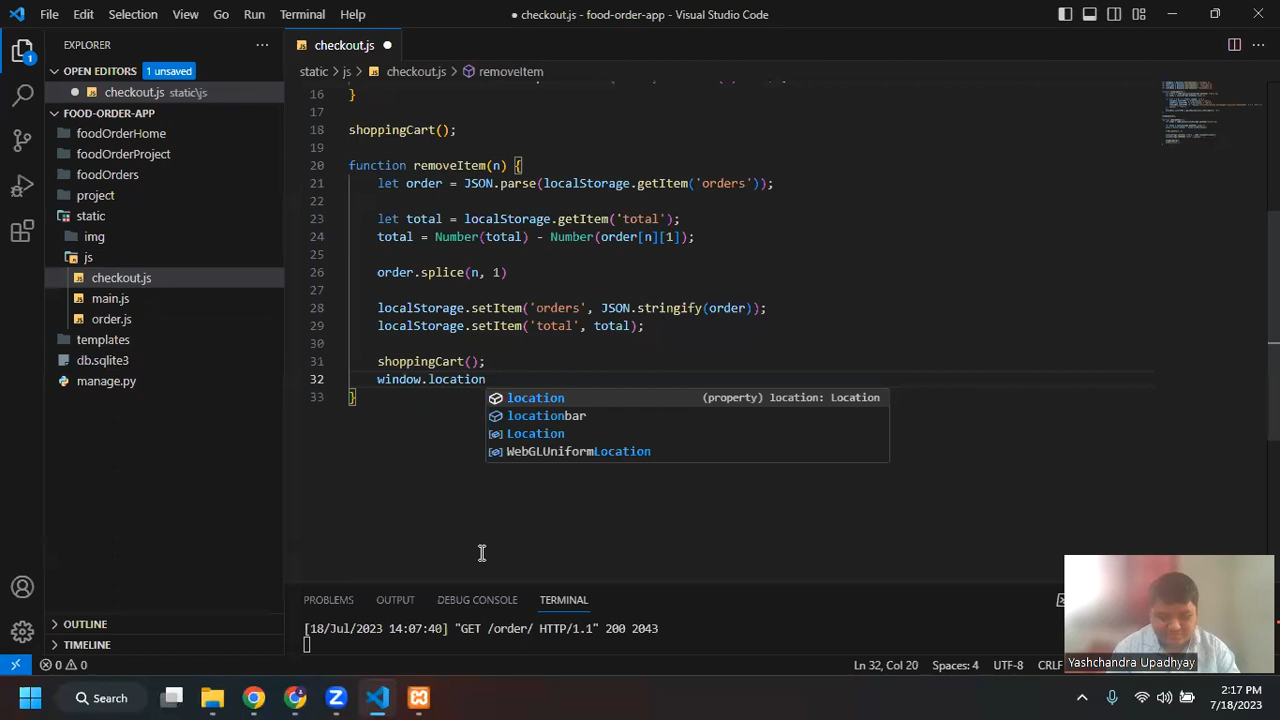 File Edit Selection View Go Run Terminal Help
● checkout.js - food-order-app - Visual Studio Code
EXPLORER
OPEN EDITORS 1 unsaved
checkout.js static\js
FOOD-ORDER-APP
foodOrderHome
foodOrderProject
foodOrders
project
static
img
js
checkout.js
main.js
order.js
templates
db.sqlite3
manage.py
OUTLINE
TIMELINE
JS checkout.js
static > js > JS checkout.js > removeItem
16 }
17
18 shoppingCart();
19
20 function removeItem(n) {
21 let order = JSON.parse(localStorage.getItem('orders'));
22
23 let total = localStorage.getItem('total');
24 total = Number(total) - Number(order[n][1]);
25
26 order.splice(n, 1)
27
28 localStorage.setItem('orders', JSON.stringify(order));
29 localStorage.setItem('total', total);
30
31 shoppingCart();
32 window.location
33 }
location (property) location: Location
locationbar
Location
WebGLUniformLocation
PROBLEMS OUTPUT DEBUG CONSOLE TERMINAL
[18/Jul/2023 14:07:40] "GET /order/ HTTP/1.1" 200 2043
Yashchandra Upadhyay
1
0 0 Ln 32, Col 20 Spaces: 4 UTF-8 CRLF
Search
2:17 PM
7/18/2023